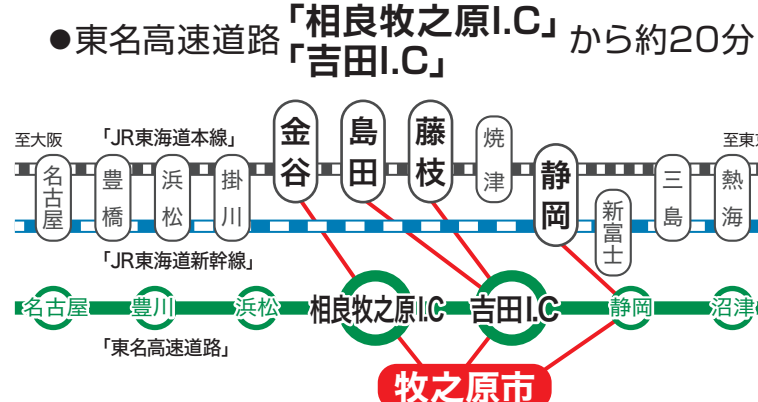 ●東名高速道路「相良牧之原I.C」「吉田I.C」から約20分
至大阪
「JR東海道本線」
名古屋
豊橋
浜松
掛川
金谷
島田
藤枝
焼津
静岡
新富士
三島
熱海
「JR東海道新幹線」
名古屋
豊川
浜松
相良牧之原I.C
吉田I.C
静岡
沼津
「東名高速道路」
牧之原市